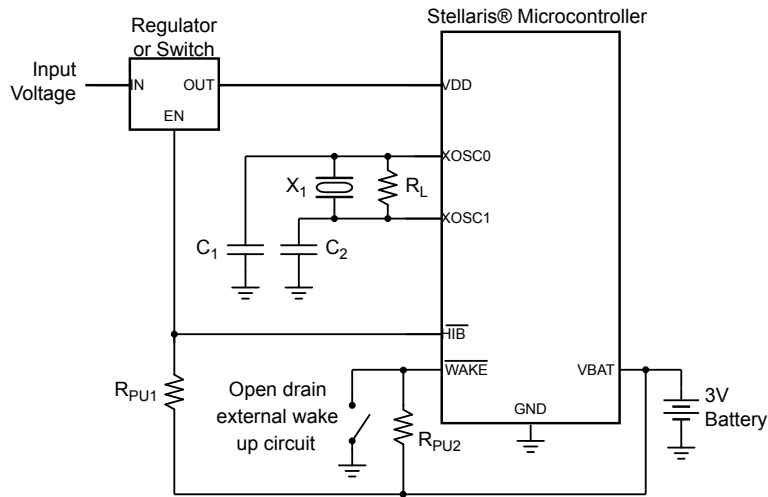 Stellaris® Microcontroller
Regulator
or Switch
Input
Voltage
IN
OUT
EN
VDD
XOSC0
X1
RL
XOSC1
C1
C2
HIB
WAKE
VBAT
RPU1
Open drain
external wake
up circuit
RPU2
GND
3V
Battery